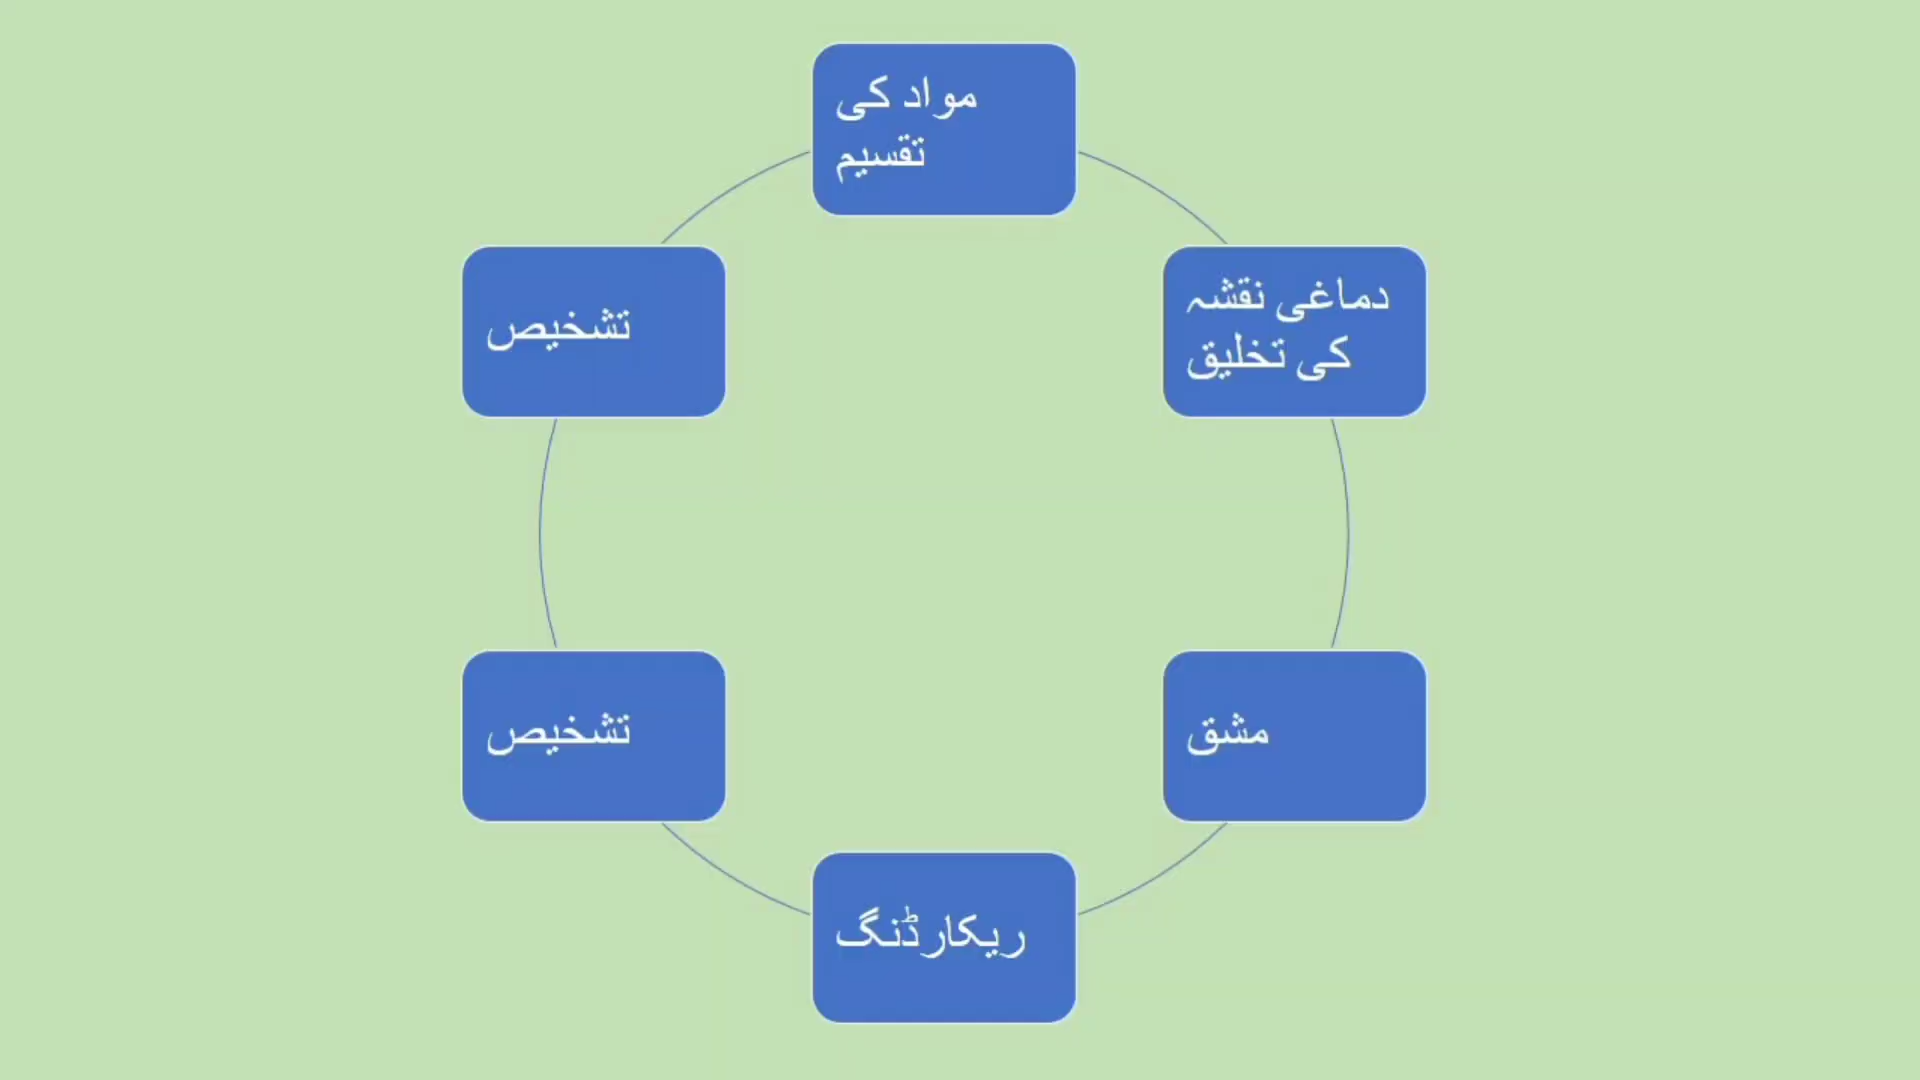 مواد کی
تقسیم
دماغی نقشہ
کی تخلیق
مشق
ریکارڈنگ
تشخیص
تشخیص